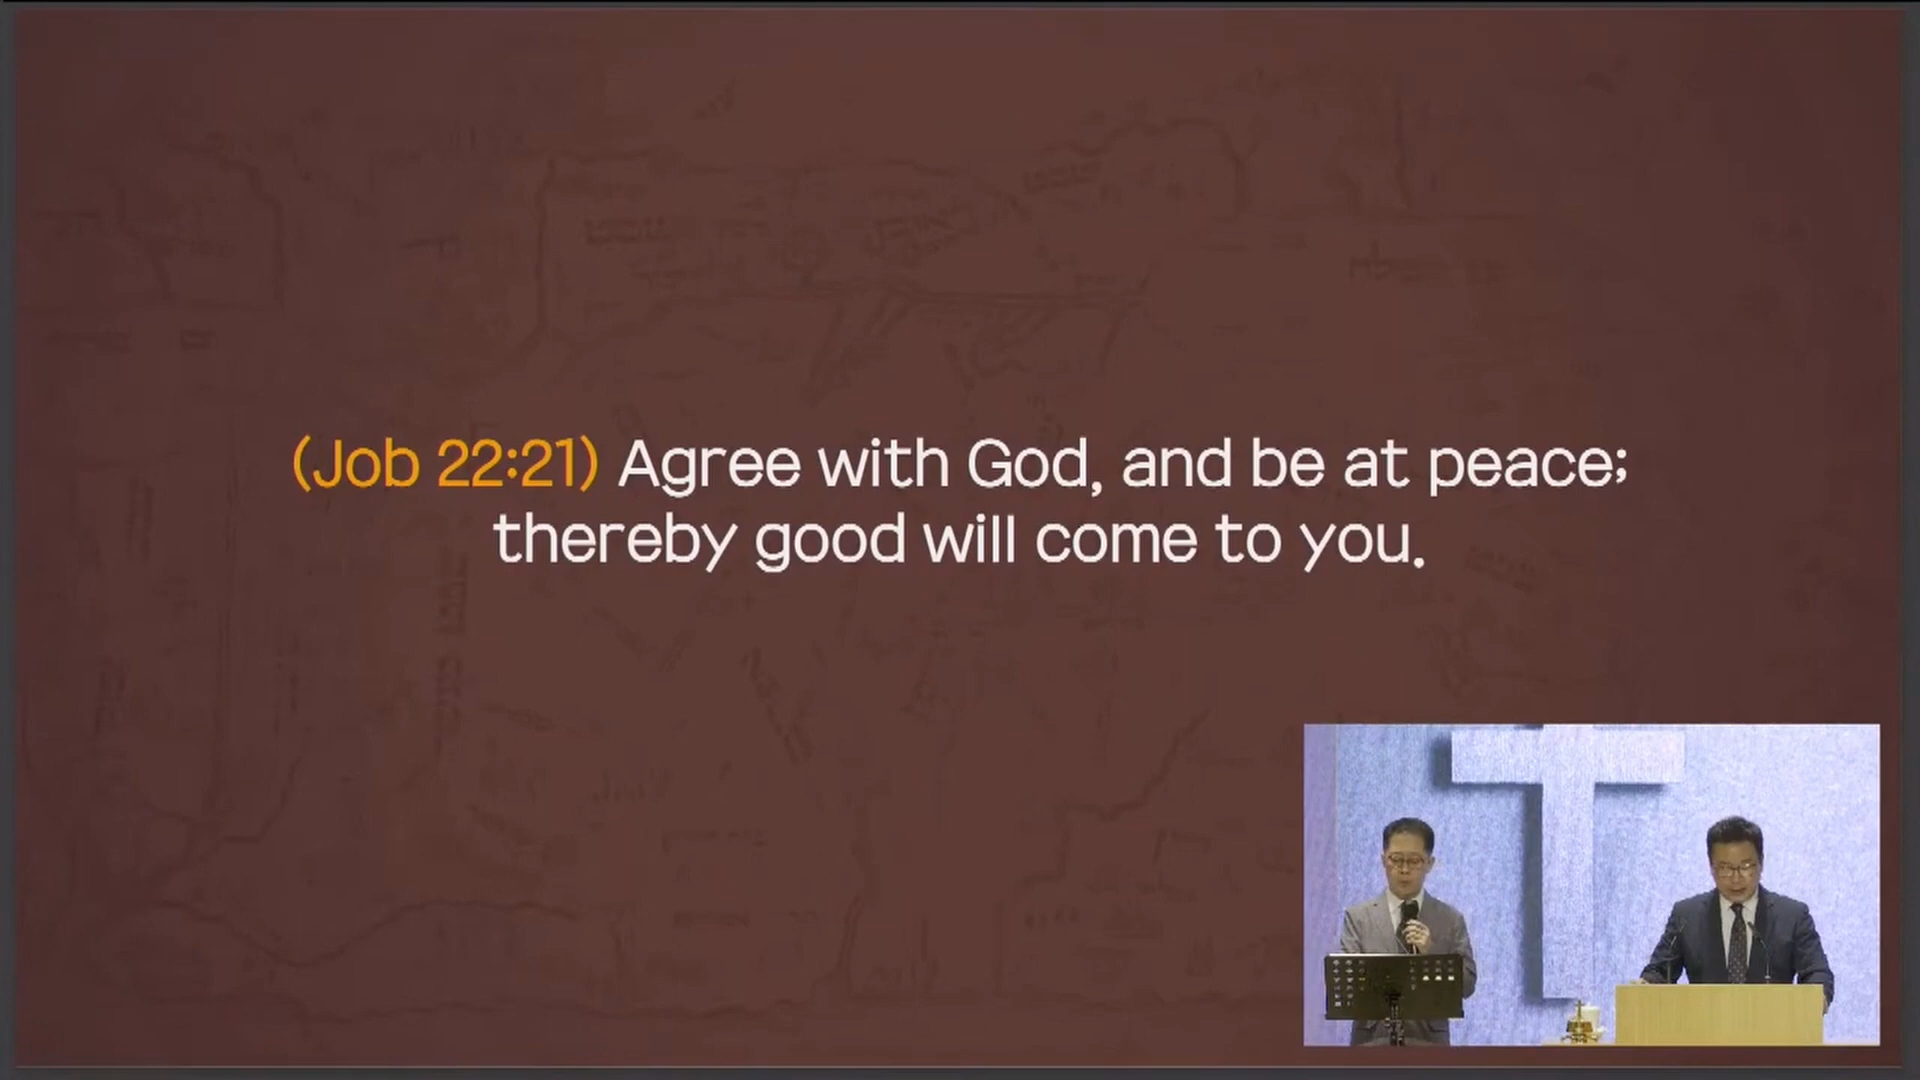 (Job 22:21) Agree with God, and be at peace;
thereby good will come to you.